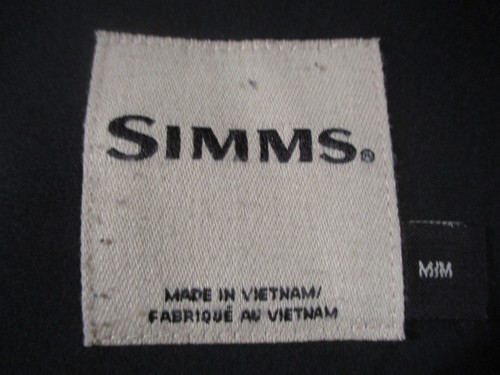 SIMMS®
MADE IN VIETNAM/
FABRIQUÉ AU VIETNAM
M/M